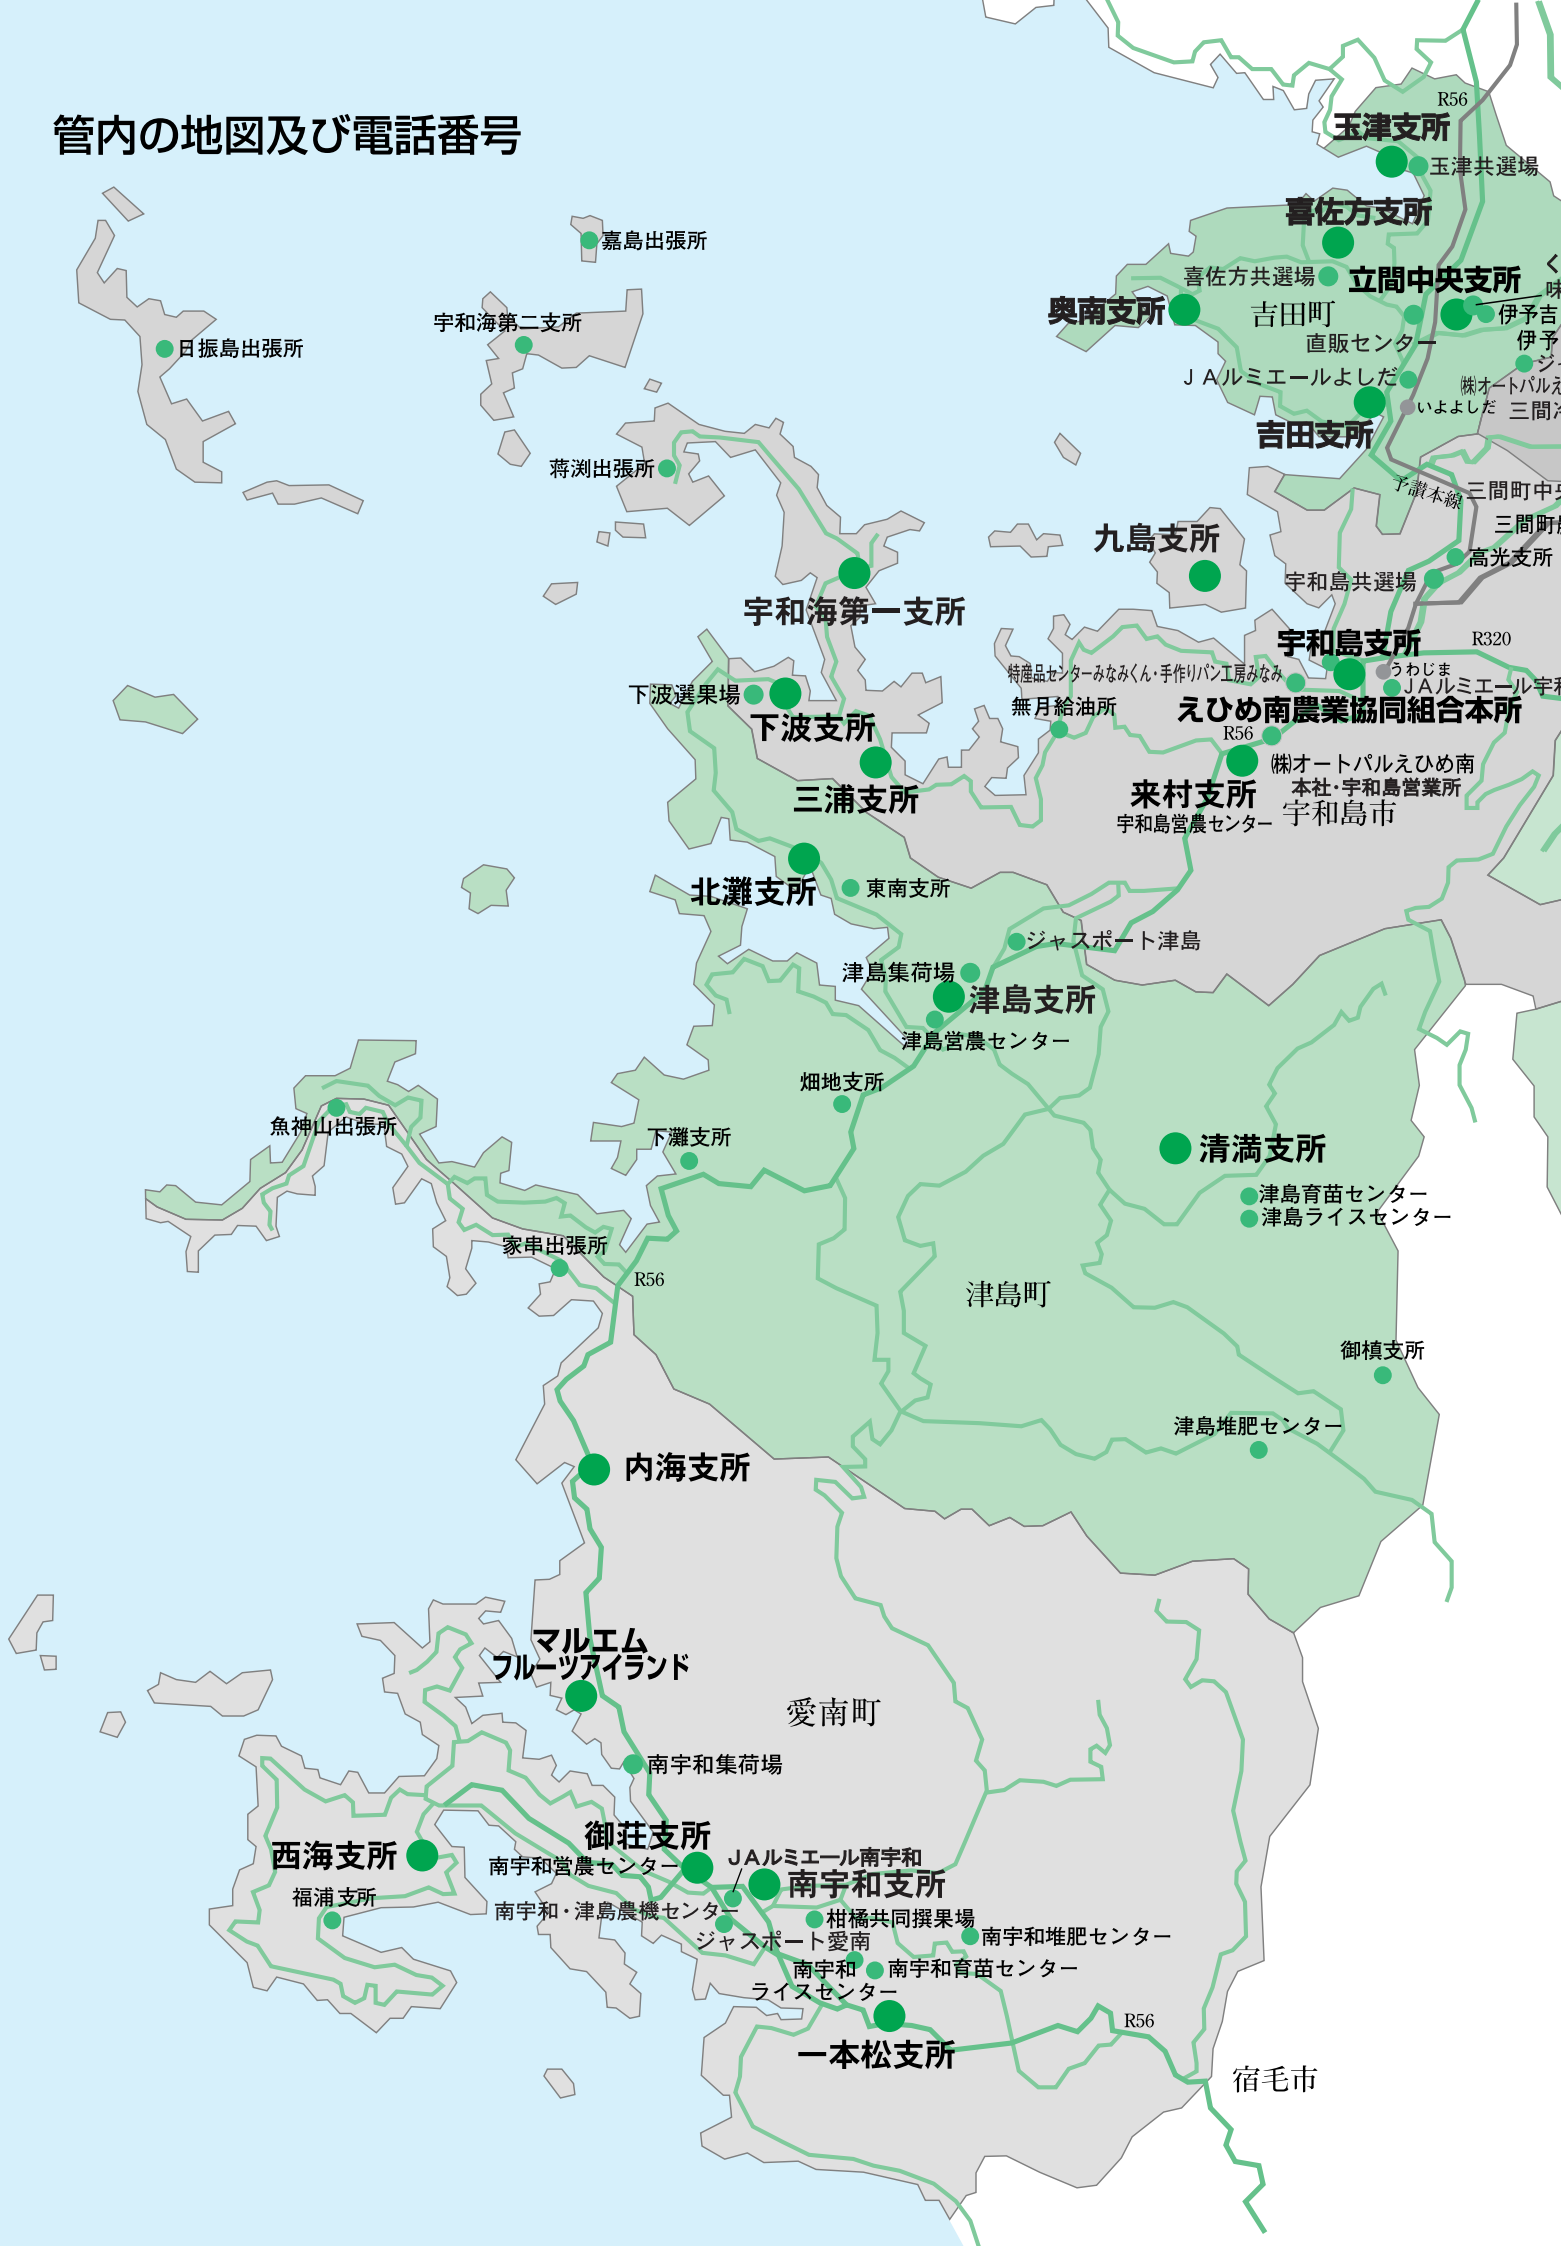 管内の地図及び電話番号
R56
玉津支所
玉津共選場
喜佐方支所
嘉島出張所
く
喜佐方共選場
立間中央支所
味
奥南支所
吉田町
伊予吉
宇和海第二支所
直販センター
伊予
日振島出張所
ジ
JAルミエールよしだ
㈱オートパルえ
いよよしだ
三間
吉田支所
蒋渕出張所
予讃本線
三間町中央
三間町
九島支所
高光支所
宇和島共選場
宇和海第一支所
宇和島支所
R320
特産品センターみなみくん・手作りパン工房みなみ
うわじま
JAルミエール宇和
下波選果場
無月給油所
えひめ南農業協同組合本所
下波支所
R56
㈱オートパルえひめ南
本社・宇和島営業所
三浦支所
来村支所
宇和島市
宇和島営農センター
北灘支所
東南支所
ジャスポート津島
津島集荷場
津島支所
津島営農センター
畑地支所
魚神山出張所
下灘支所
清満支所
津島育苗センター
津島ライスセンター
家串出張所
R56
津島町
御槙支所
津島堆肥センター
内海支所
マルエム
フルーツアイランド
愛南町
南宇和集荷場
御荘支所
西海支所
JAルミエール南宇和
南宇和営農センター
南宇和支所
福浦支所
南宇和・津島農機センター
柑橘共同撰果場
ジャスポート愛南
南宇和堆肥センター
南宇和
ライスセンター
南宇和育苗センター
R56
一本松支所
宿毛市